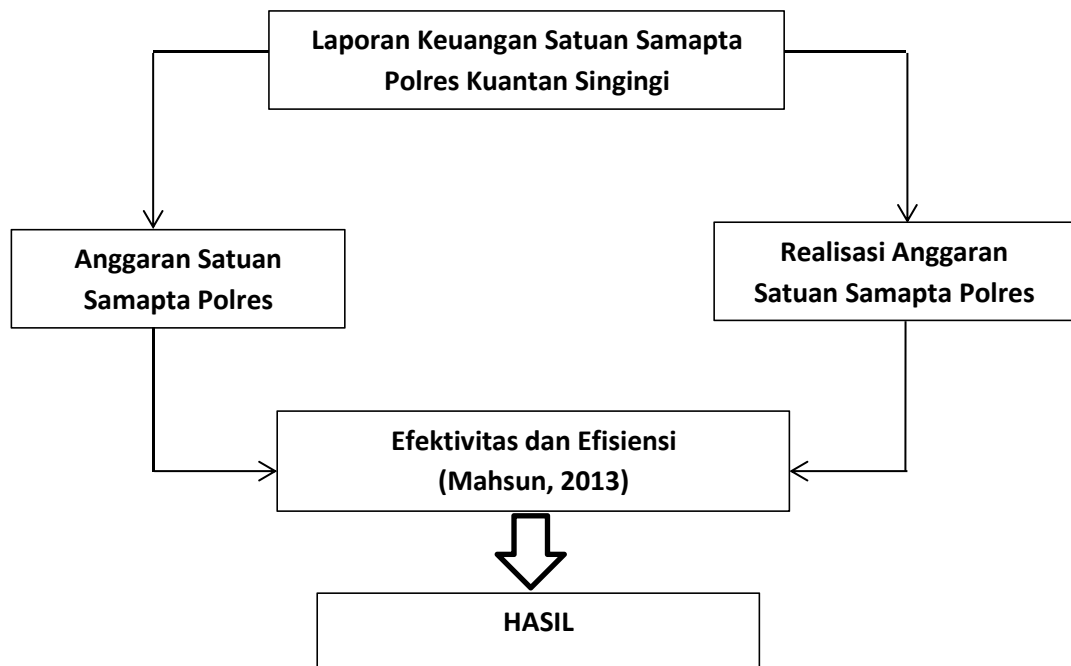 Laporan Keuangan Satuan Samapta
Polres Kuantan Singingi
Anggaran Satuan
Samapta Polres
Realisasi Anggaran
Satuan Samapta Polres
Efektivitas dan Efisiensi
(Mahsun, 2013)
HASIL